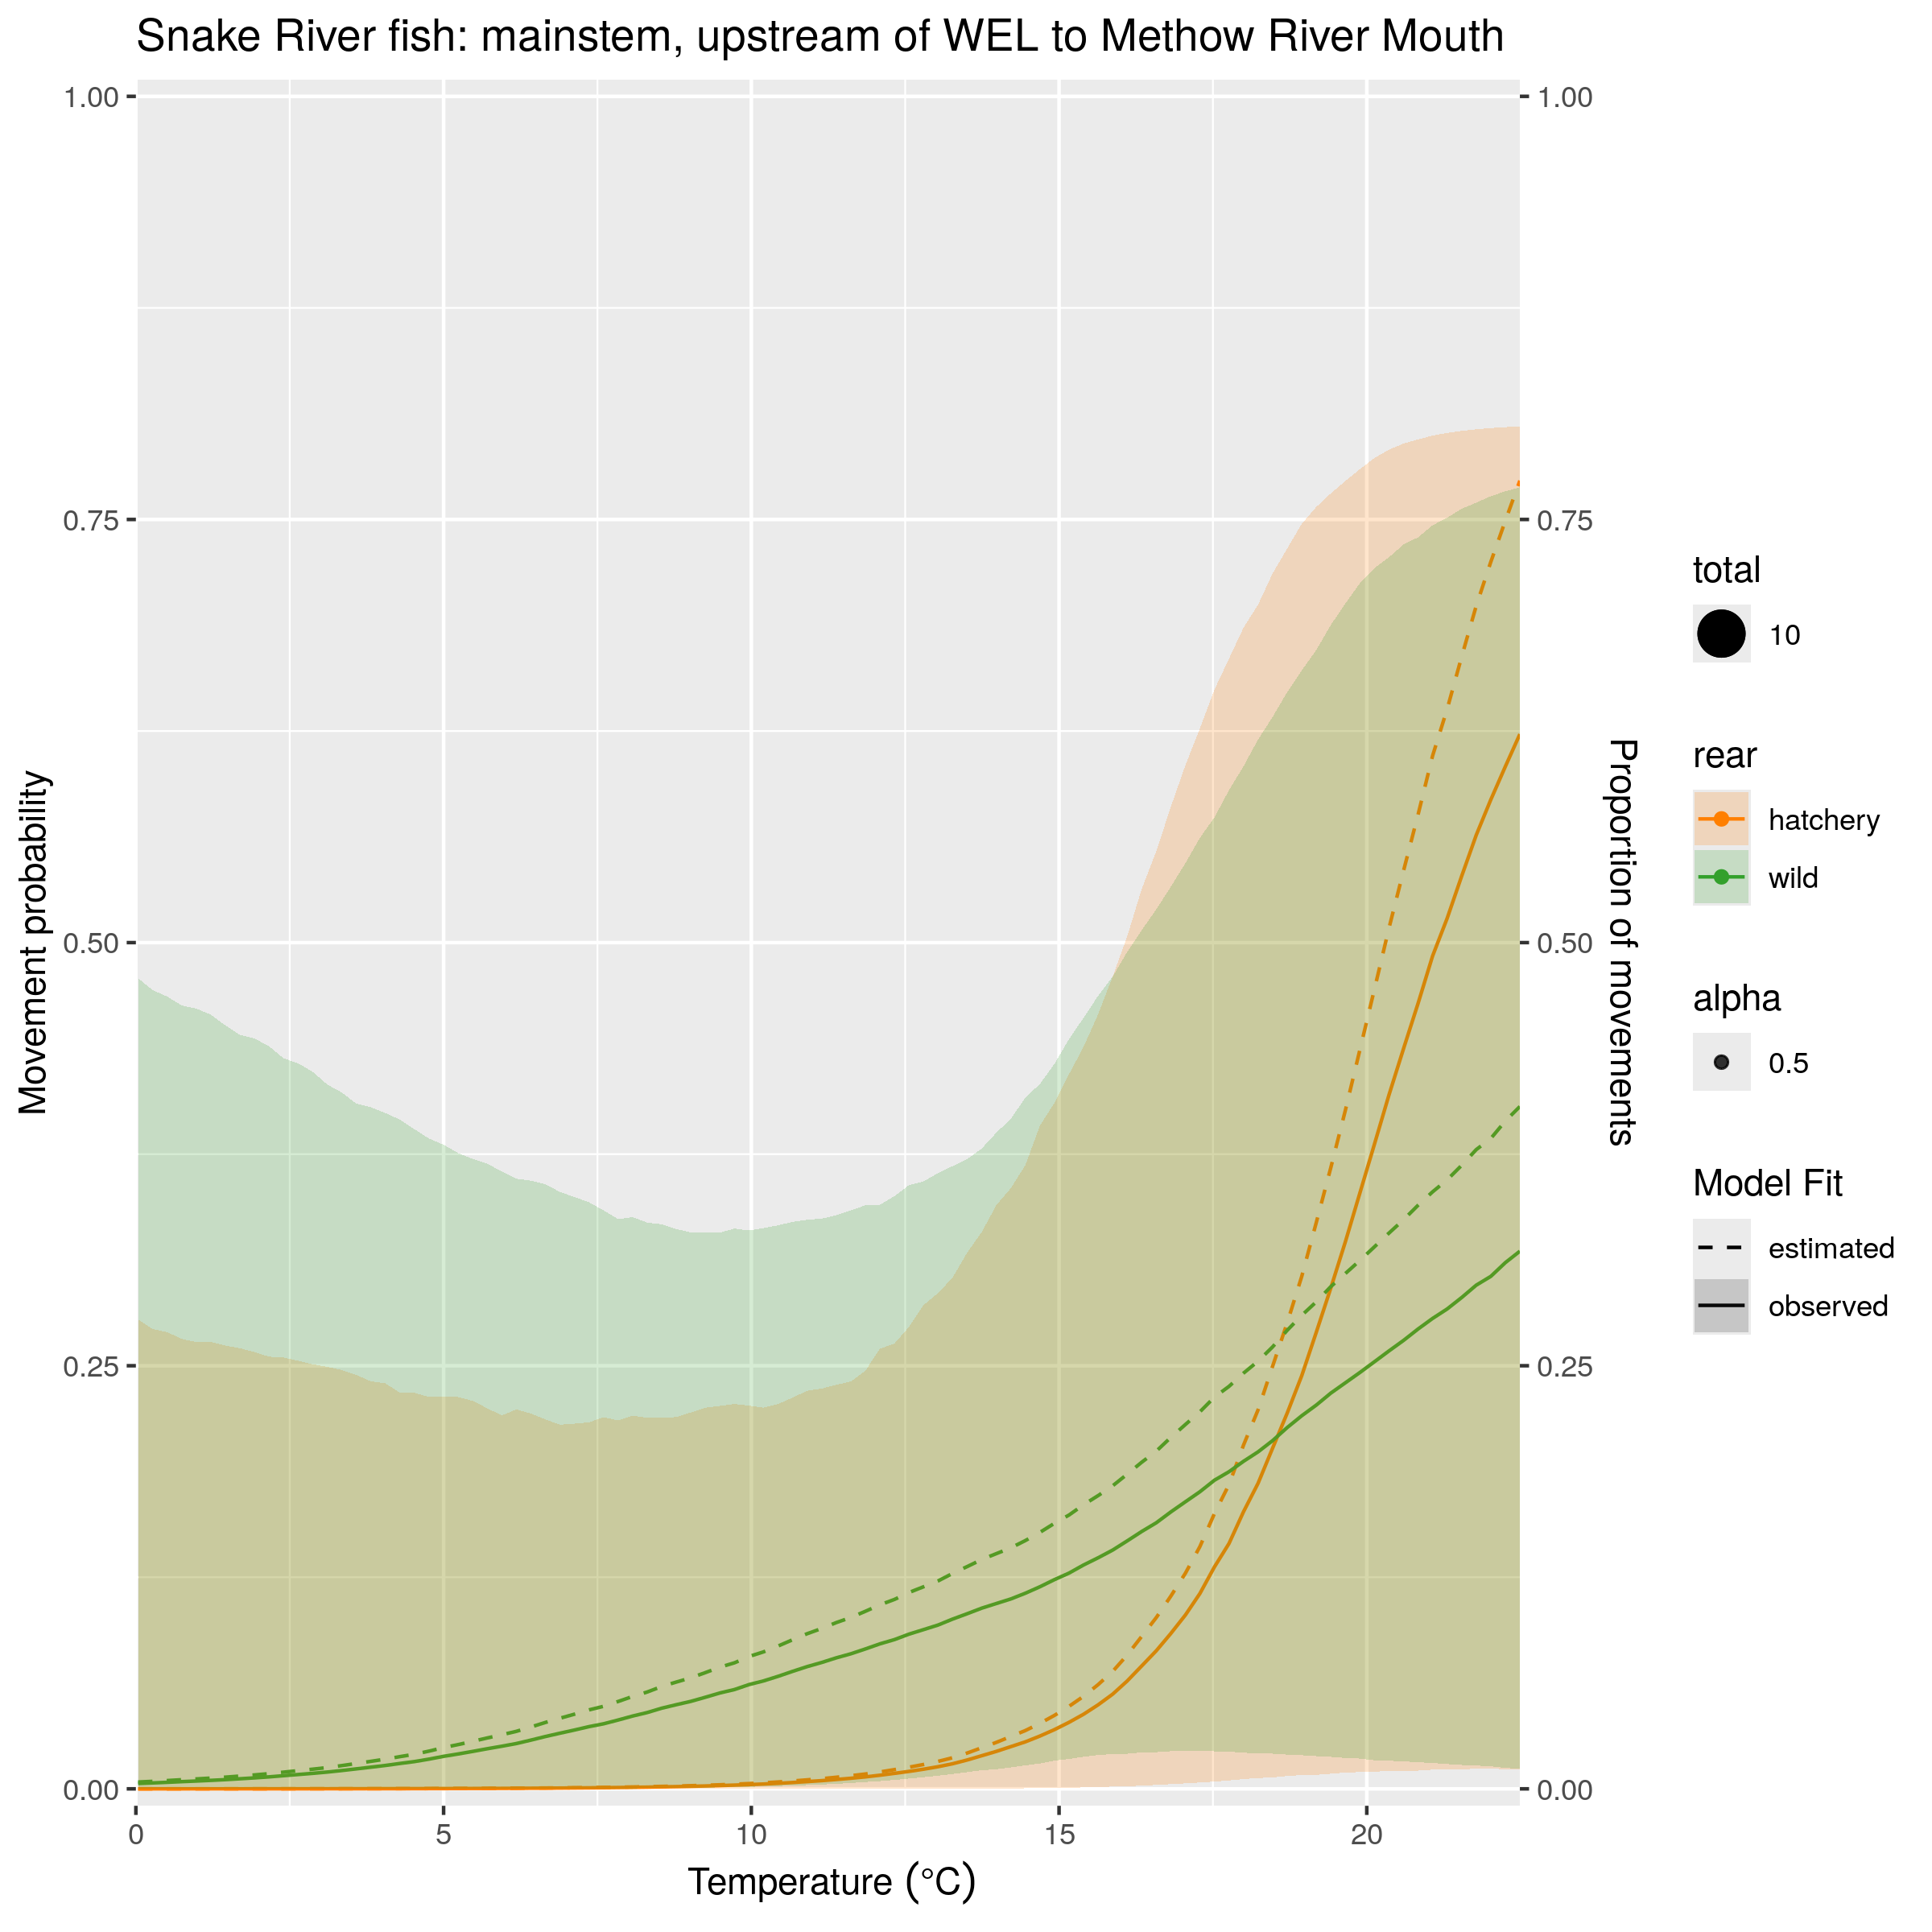 Snake River fish: mainstem, upstream of WEL to Methow River Mouth
Movement probability
1.00
0.75
0.50
0.25
0.00
0
5
10
15
20
Temperature (°C)
1.00
0.75
0.50
0.25
0.00
Proportion of movements
total
10
rear
hatchery
wild
alpha
0.5
Model Fit
estimated
observed